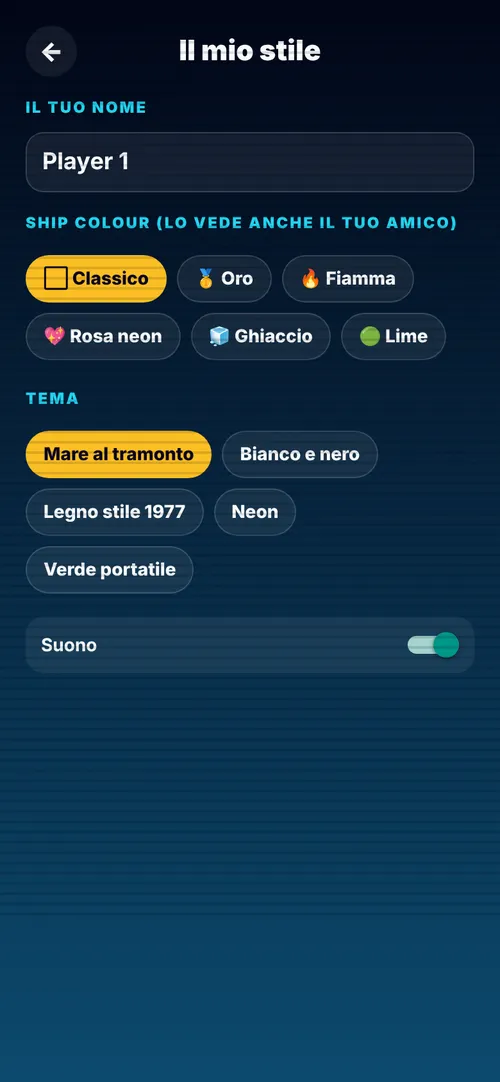 Il mio stile
IL TUO NOME
Player 1
SHIP COLOUR (LO VEDE ANCHE IL TUO AMICO)
Classico
Oro
Fiamma
Rosa neon
Ghiaccio
Lime
TEMA
Mare al tramonto
Bianco e nero
Legno stile 1977
Neon
Verde portatile
Suono